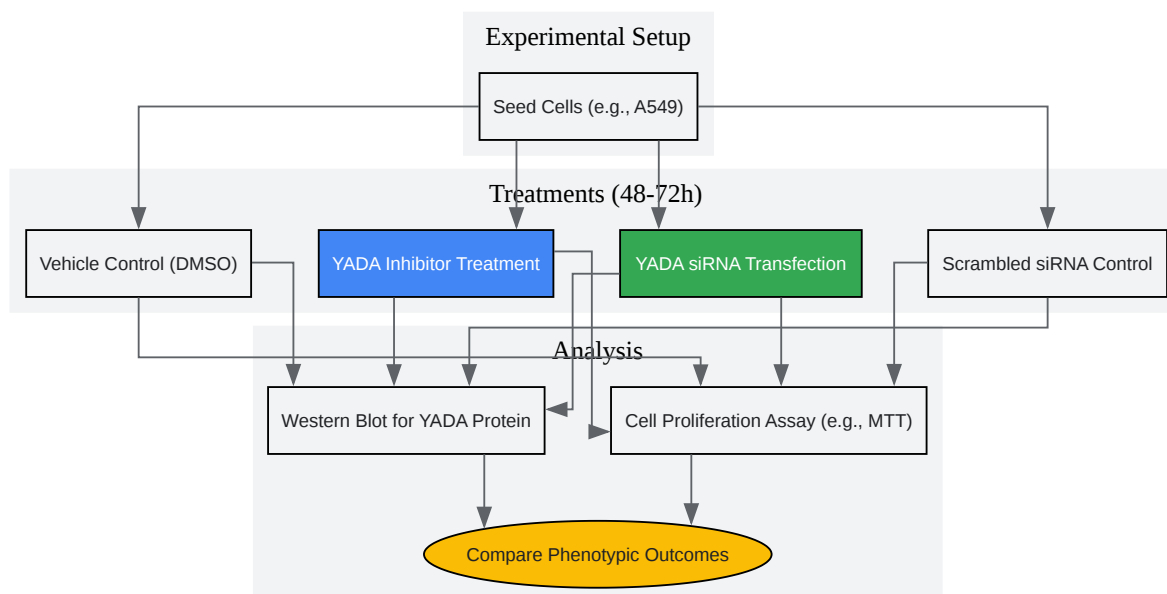 Experimental Setup
Seed Cells (e.g., A549)
Treatments (48-72h)
Vehicle Control (DMSO)
YADA Inhibitor Treatment
YADA siRNA Transfection
Scrambled siRNA Control
Analysis
Western Blot for YADA Protein
Cell Proliferation Assay (e.g., MTT)
Compare Phenotypic Outcomes